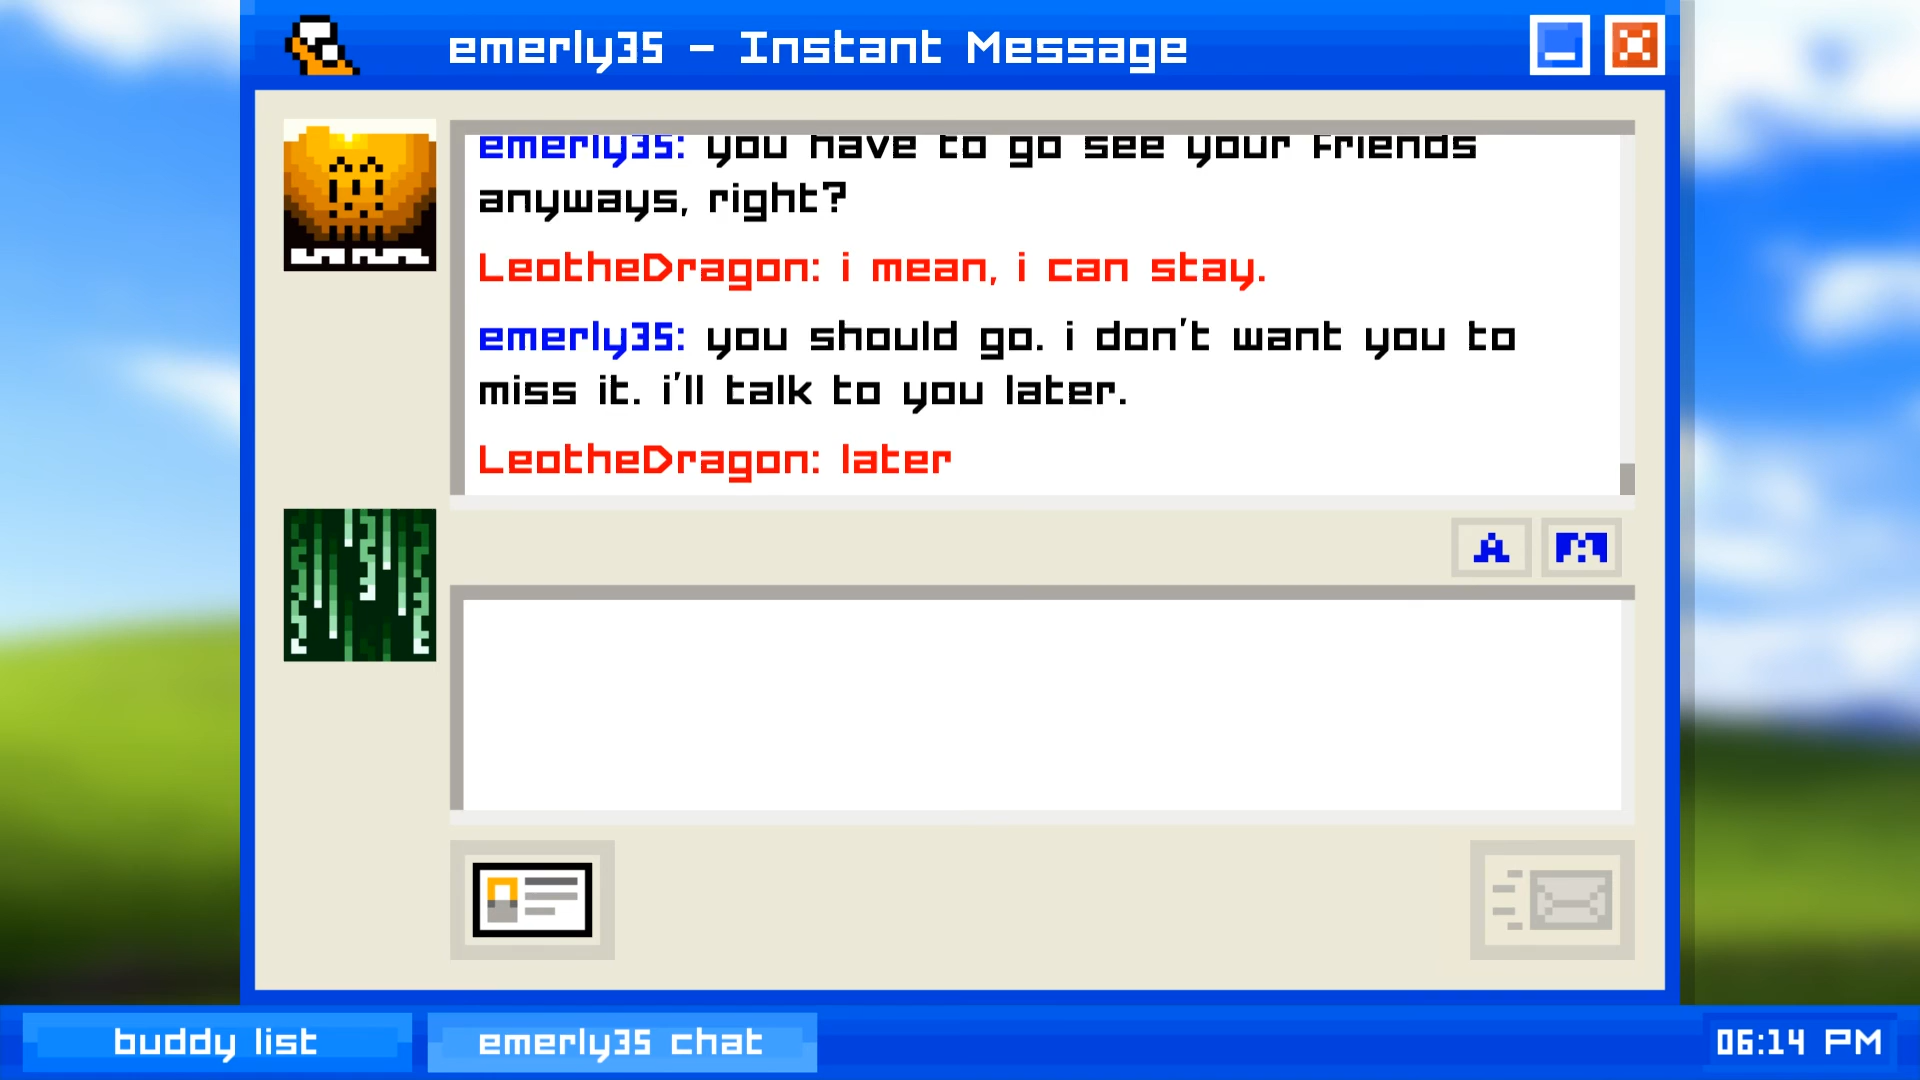 emerly35 - Instant Message
emerly35: you have to go see your friends
anyways, right?
LeotheDragon: i mean, i can stay.
emerly35: you should go. i don't want you to
miss it. i'll talk to you later.
LeotheDragon: later
A
buddy list
emerly35 chat
06:14 PM